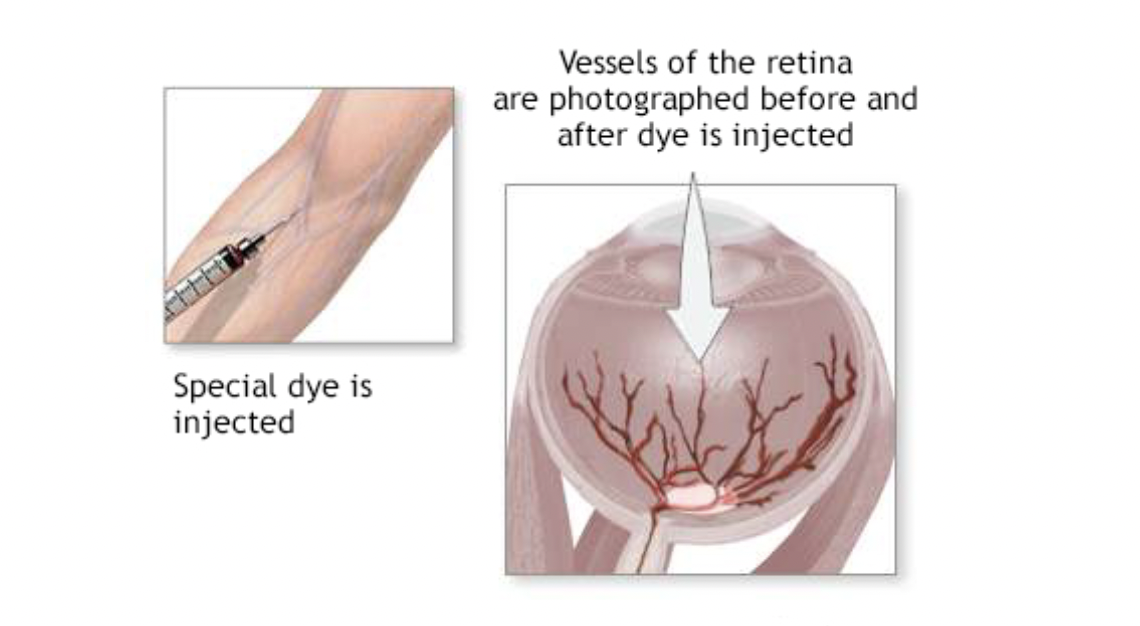 Vessels of the retina
are photographed before and
after dye is injected
Special dye is
injected